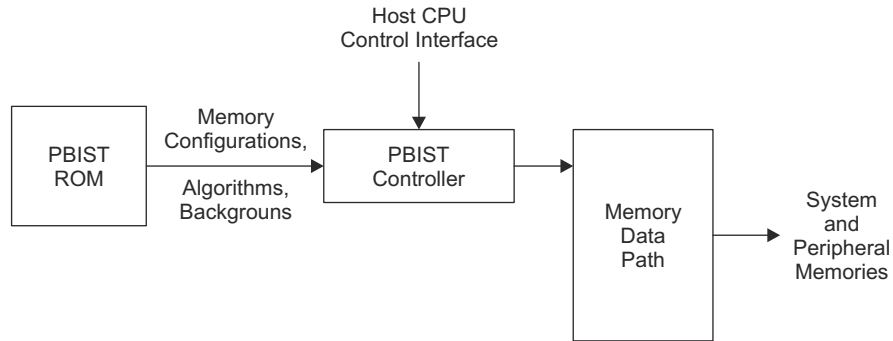 Host CPU
Control Interface
PBIST
ROM
Memory
Configurations,
Algorithms,
Backgrouns
PBIST
Controller
Memory
Data
Path
System
and
Peripheral
Memories